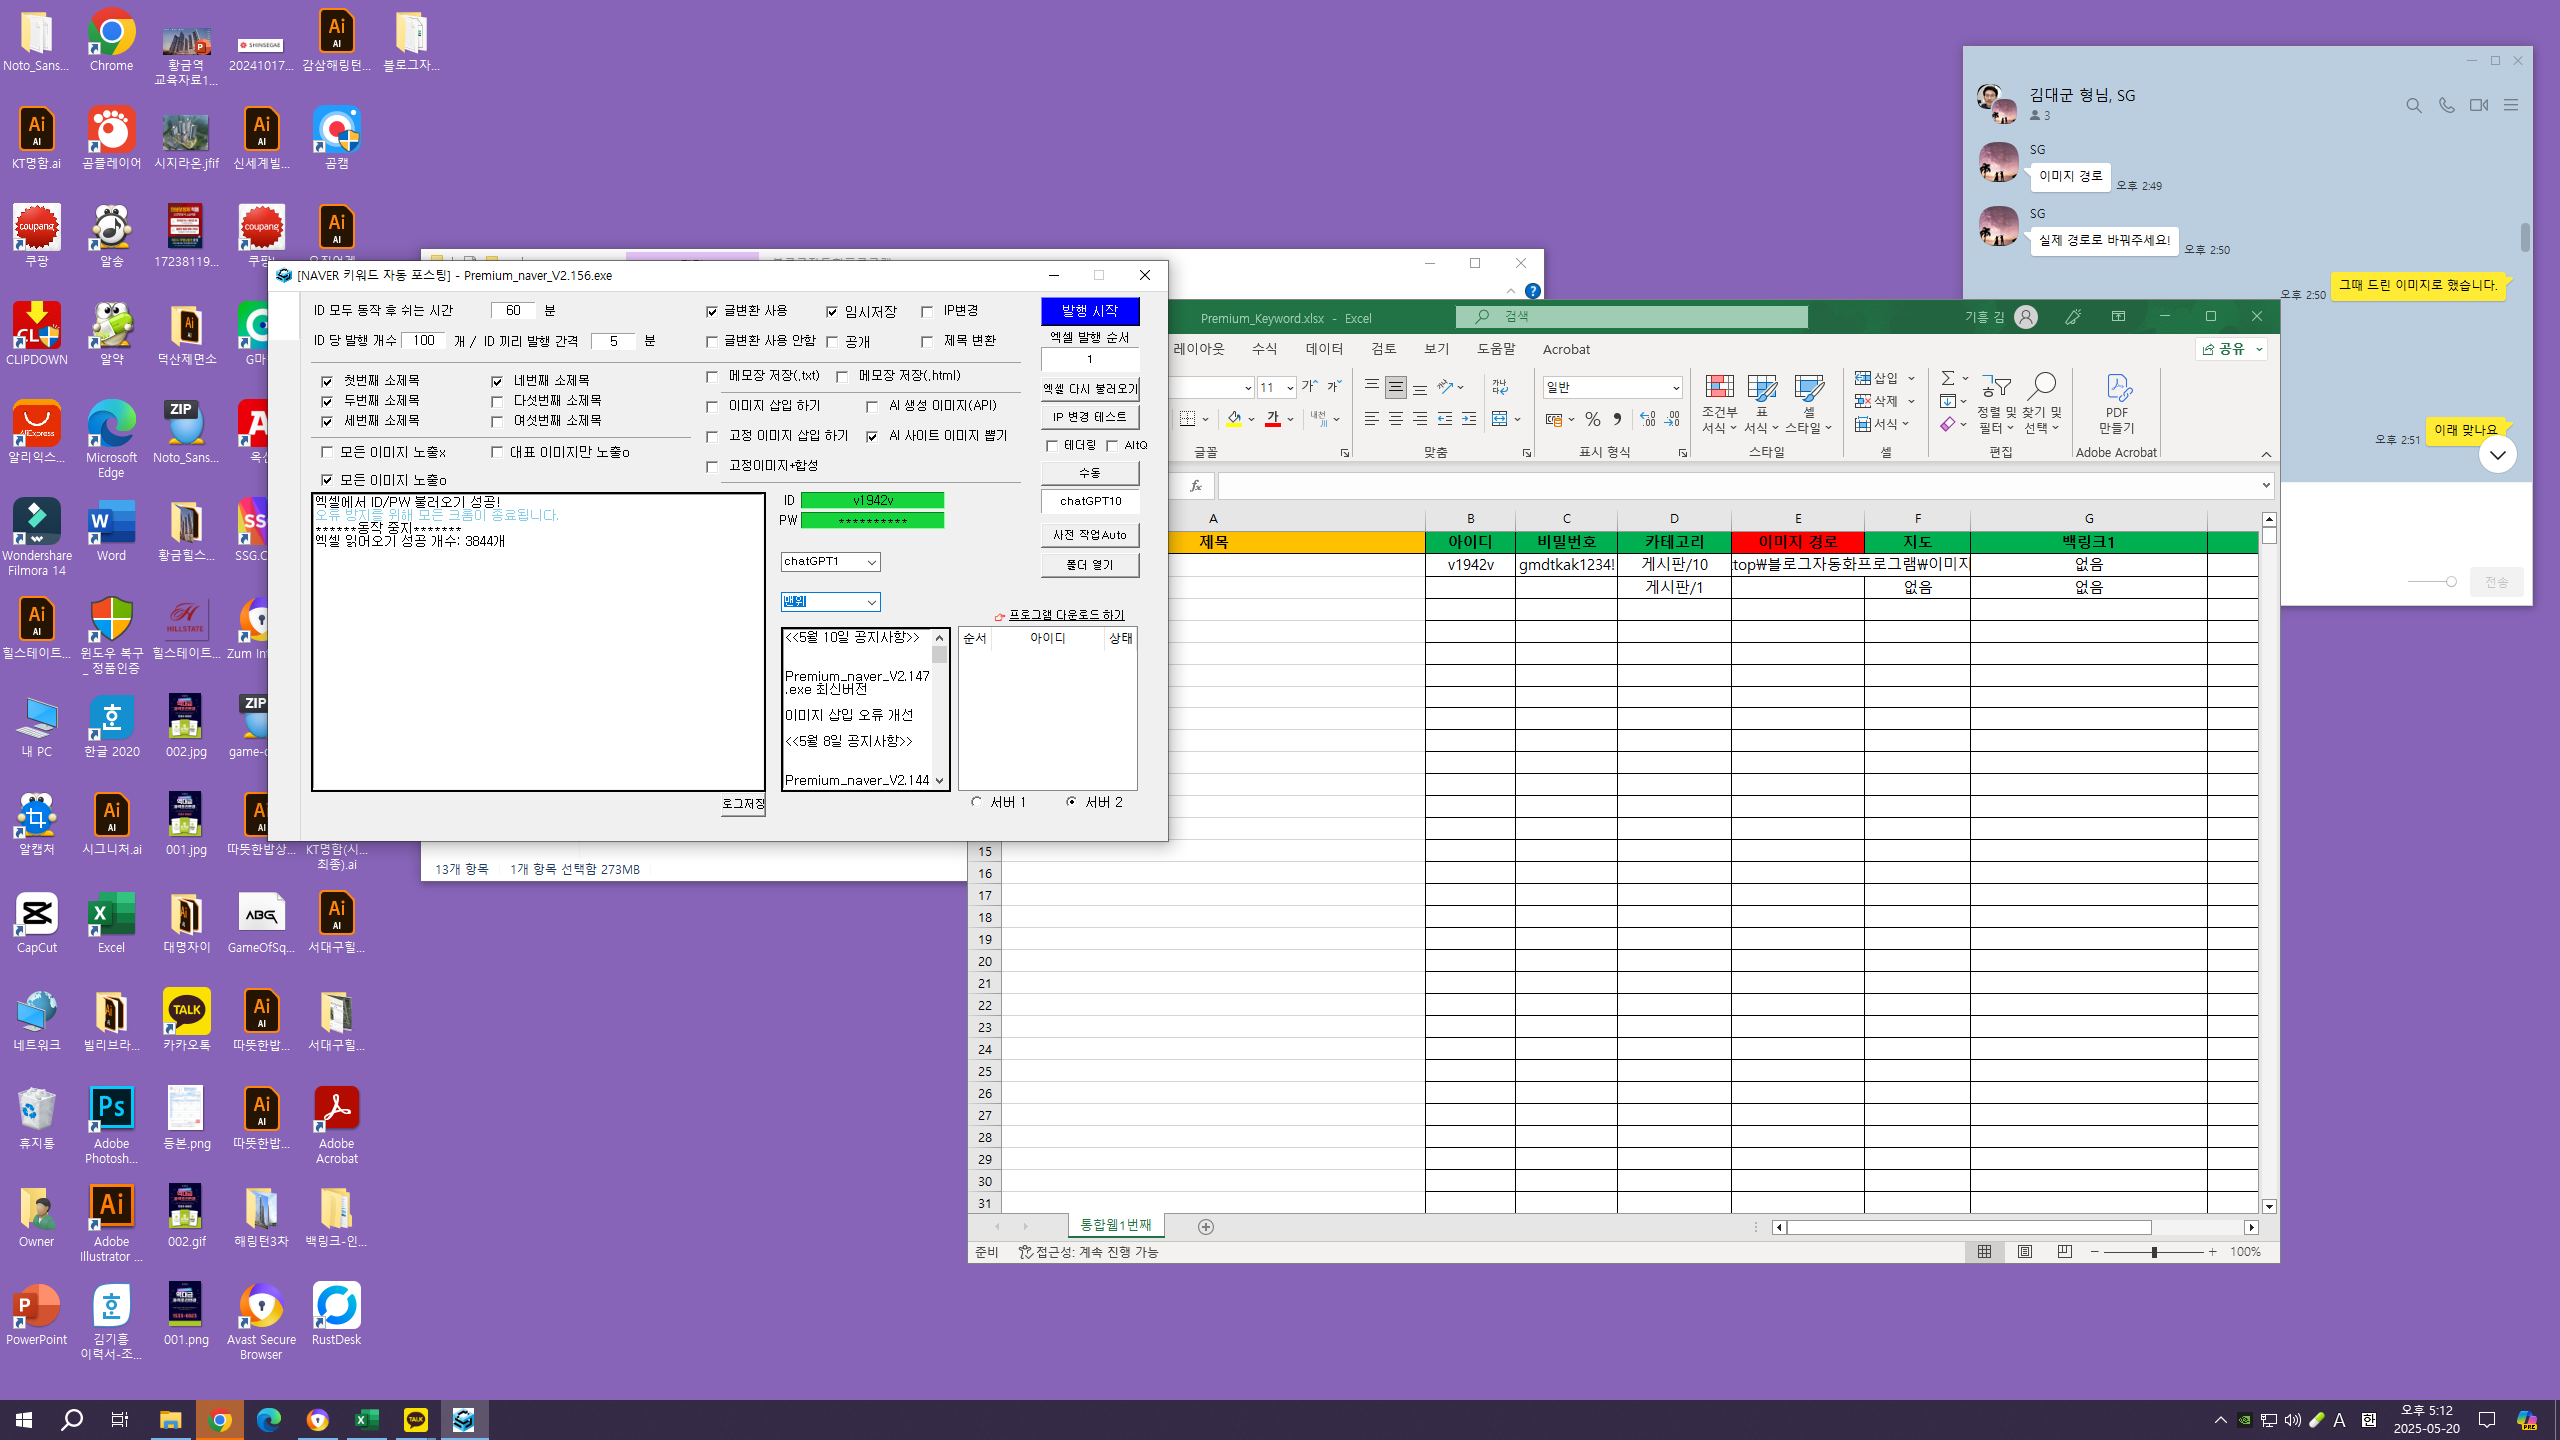 Noto_Sans...
Chrome
황금역
교육자료1...
20241017...
감삼해링턴...
블로그자...
KT명함.ai
곰플레이어
시지라온.jfif
신세계빌...
곰캠
쿠팡
알송
17238119...
쿠팡!
CLIPDOWN
알약
덕산제면소
G마
알리익스...
Microsoft
Edge
Noto_Sans...
옥션
Wondershare
Filmora 14
Word
황금힐스...
SSG.C
힐스테이트...
윈도우 복구
_ 정품인증
힐스테이트...
Zum In
내 PC
한글 2020
002.jpg
game-c
알캡처
시그니처.ai
001.jpg
따뜻한밥상...
KT명함(시...
최종).ai
CapCut
Excel
대명자이
GameOfSq...
서대구힐...
네트워크
빌리브라...
카카오톡
따뜻한밥...
서대구힐...
휴지통
Adobe
Photosh...
등본.png
따뜻한밥...
Adobe
Acrobat
Owner
Adobe
Illustrator ...
002.gif
해링턴3차
백링크-인...
PowerPoint
김기흥
이력서-조...
001.png
Avast Secure
Browser
RustDesk
[NAVER 키워드 자동 포스팅] - Premium_naver_V2.156.exe
ID 모두 동작 후 쉬는 시간 60 분
ID 당 발행 개수 100 개 / ID 끼리 발행 간격 5 분
첫번째 소제목
네번째 소제목
두번째 소제목
다섯번째 소제목
세번째 소제목
여섯번째 소제목
모든 이미지 노출x
대표 이미지만 노출o
모든 이미지 노출o
글변환 사용
임시저장
IP변경
글변환 사용 안함
공개
제목 변환
메모장 저장(.txt)
메모장 저장(.html)
이미지 삽입 하기
AI 생성 이미지(API)
고정 이미지 삽입 하기
AI 사이트 이미지 뽑기
고정이미지+합성
발행 시작
엑셀 발행 순서
1
엑셀 다시 불러오기
IP 변경 테스트
테더링
AltQ
수동
chatGPT10
사전 작업Auto
폴더 열기
엑셀에서 ID/PW 불러오기 성공!
오류 방지를 위해 모든 크롬이 종료됩니다.
******동작 중지*******
엑셀 읽어오기 성공 개수: 3844개
로그저장
ID v1942v
PW **********
chatGPT1
맨위
프로그램 다운로드 하기
<<5월 10일 공지사항>>
Premium_naver_V2.147
.exe 최신버전
이미지 삽입 오류 개선
<<5월 8일 공지사항>>
Premium_naver_V2.144
순서 아이디 상태
서버 1
서버 2
13개 항목
1개 항목 선택함 273MB
Premium_Keyword.xlsx - Excel
검색
기흥 김
레이아웃 수식 데이터 검토 보기 도움말 Acrobat
공유
11
가 가
일반
가
내천
조건부
서식
표
서식
셀
스타일
삽입
삭제
서식
정렬 및
필터
찾기 및
선택
PDF
만들기
글꼴 맞춤 표시 형식 스타일 셀 편집 Adobe Acrobat
fx
A B C D E F G
제목 아이디 비밀번호 카테고리 이미지 경로 지도 백링크1
v1942v gmdtkak1234! 게시판/10 top₩블로그자동화프로그램₩이미지 없음
게시판/1 없음 없음
15
16
17
18
19
20
21
22
23
24
25
26
27
28
29
30
31
통합웹1번째
준비
접근성: 계속 진행 가능
100%
김대군 형님, SG
3
SG
이미지 경로
오후 2:49
SG
실제 경로로 바꿔주세요!
오후 2:50
오후 2:50
그때 드린 이미지로 했습니다.
오후 2:51
이래 맞나요
전송
A
한
오후 5:12
2025-05-20